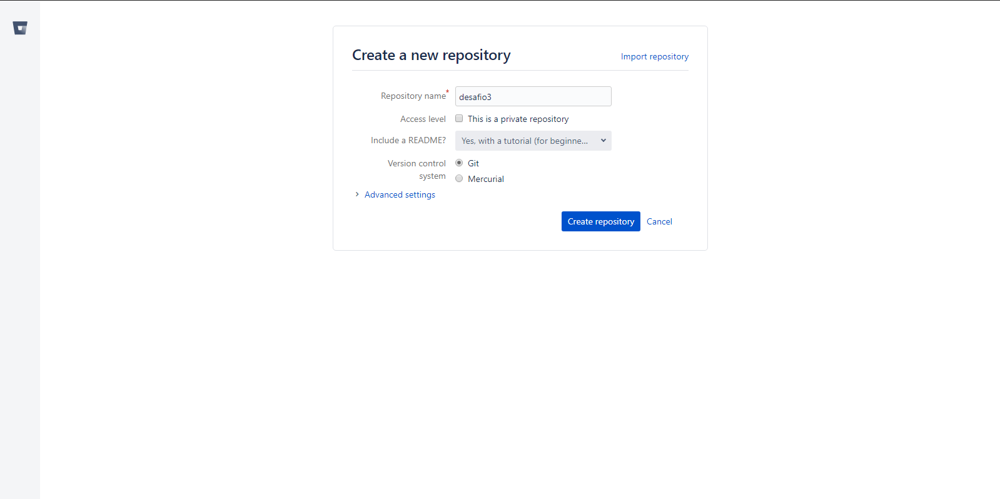 Create a new repository
Import repository
Repository name*
desafio3
Access level
This is a private repository
Include a README?
Yes, with a tutorial (for beginne...
Version control
system
Git
Mercurial
Advanced settings
Create repository
Cancel